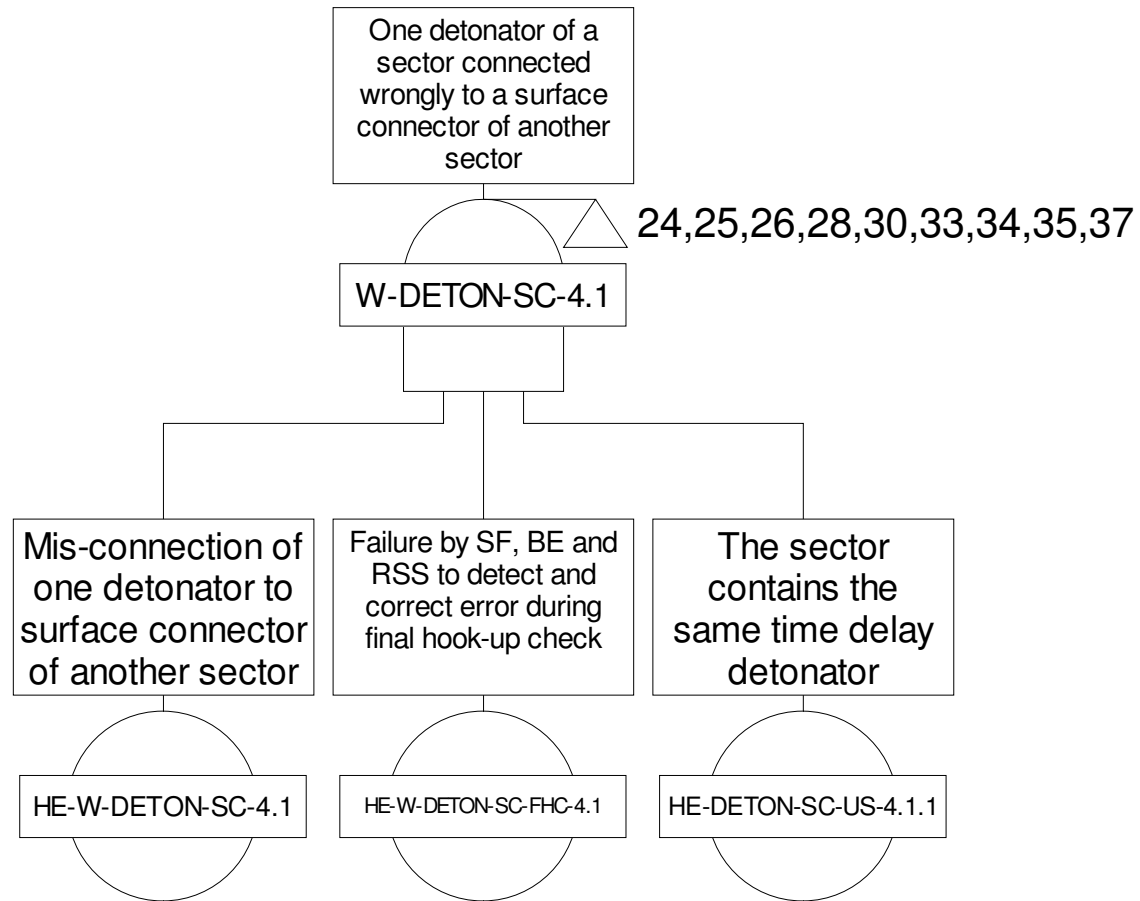 One detonator of a
sector connected
wrongly to a surface
connector of another
sector
24,25,26,28,30,33,34,35,37
W-DETON-SC-4.1
Mis-connection of
one detonator to
surface connector
of another sector
Failure by SF, BE and
RSS to detect and
correct error during
final hook-up check
The sector
contains the
same time delay
detonator
HE-W-DETON-SC-4.1
HE-W-DETON-SC-FHC-4.1
HE-DETON-SC-US-4.1.1